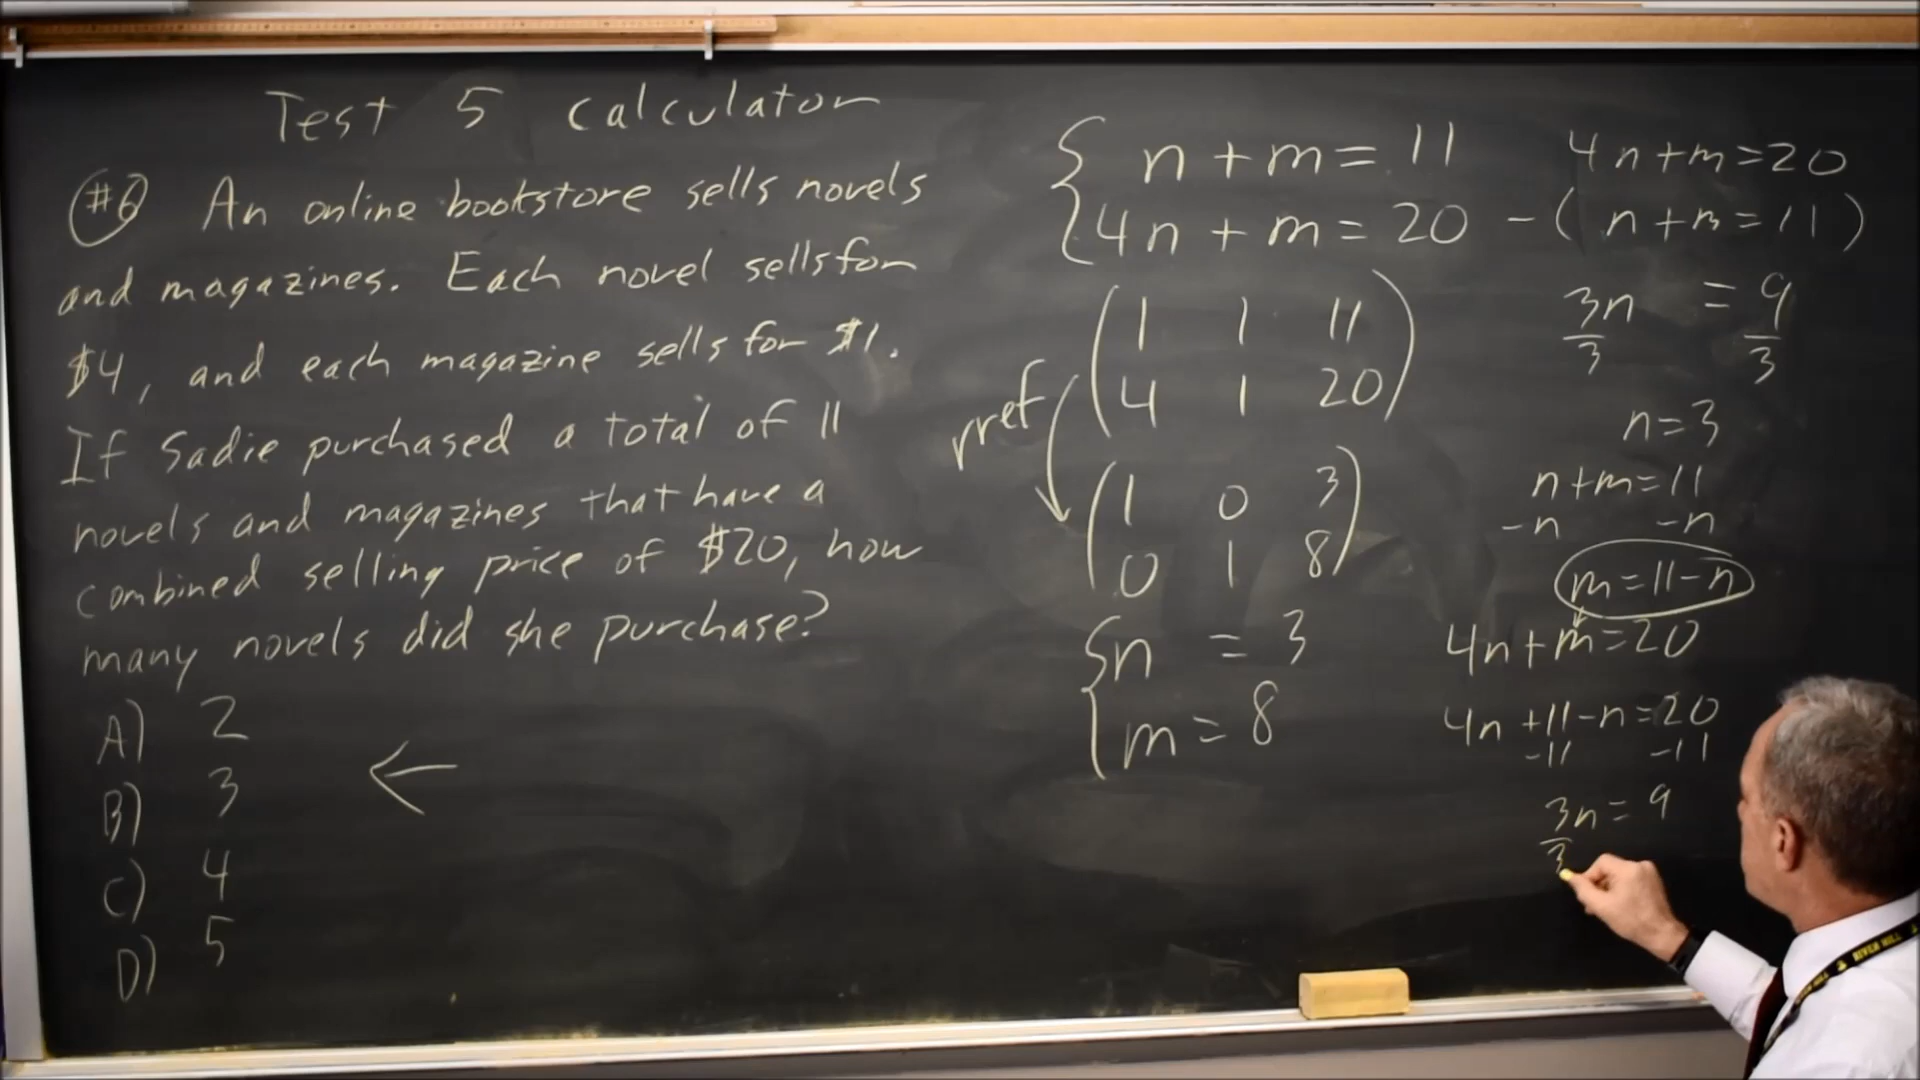 Test 5 calculator
#6 An online bookstore sells novels
and magazines. Each novel sells for
$4, and each magazine sells for $1.
If Sadie purchased a total of 11
novels and magazines that have a
combined selling price of $20, how
many novels did she purchase?
A) 2
B) 3 ←
C) 4
D) 5
n + m = 11
4n + m = 20
1 1 11
4 1 20
rref
1 0 3
0 1 8
n = 3
m = 8
4n + m = 20
-( n + m = 11 )
3n = 9
3 3
n = 3
n + m = 11
-n -n
m = 11 - n
4n + m = 20
4n + 11 - n = 20
-11 -11
3n = 9
3